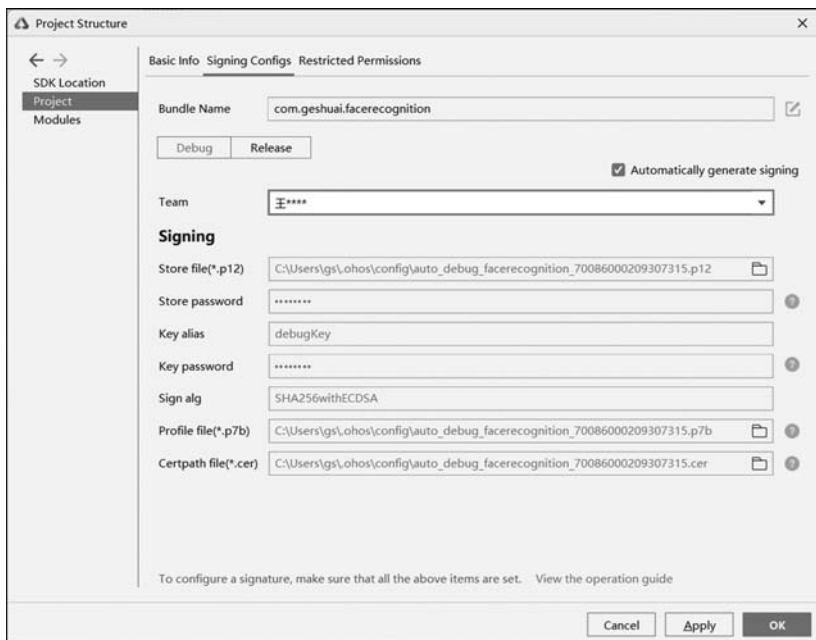 Project Structure
Basic Info Signing Configs Restricted Permissions
SDK Location
Project
Modules
Bundle Name com.geshuai.facerecognition
Debug Release
Automatically generate signing
Team 王****
Signing
Store file(*.p12) C:\Users\gs\.ohos\config\auto_debug_facerecognition_70086000209307315.p12
Store password ••••••••
Key alias debugKey
Key password ••••••••
Sign alg SHA256withECDSA
Profile file(*.p7b) C:\Users\gs\.ohos\config\auto_debug_facerecognition_70086000209307315.p7b
Certpath file(*.cer) C:\Users\gs\.ohos\config\auto_debug_facerecognition_70086000209307315.cer
To configure a signature, make sure that all the above items are set. View the operation guide
Cancel Apply OK